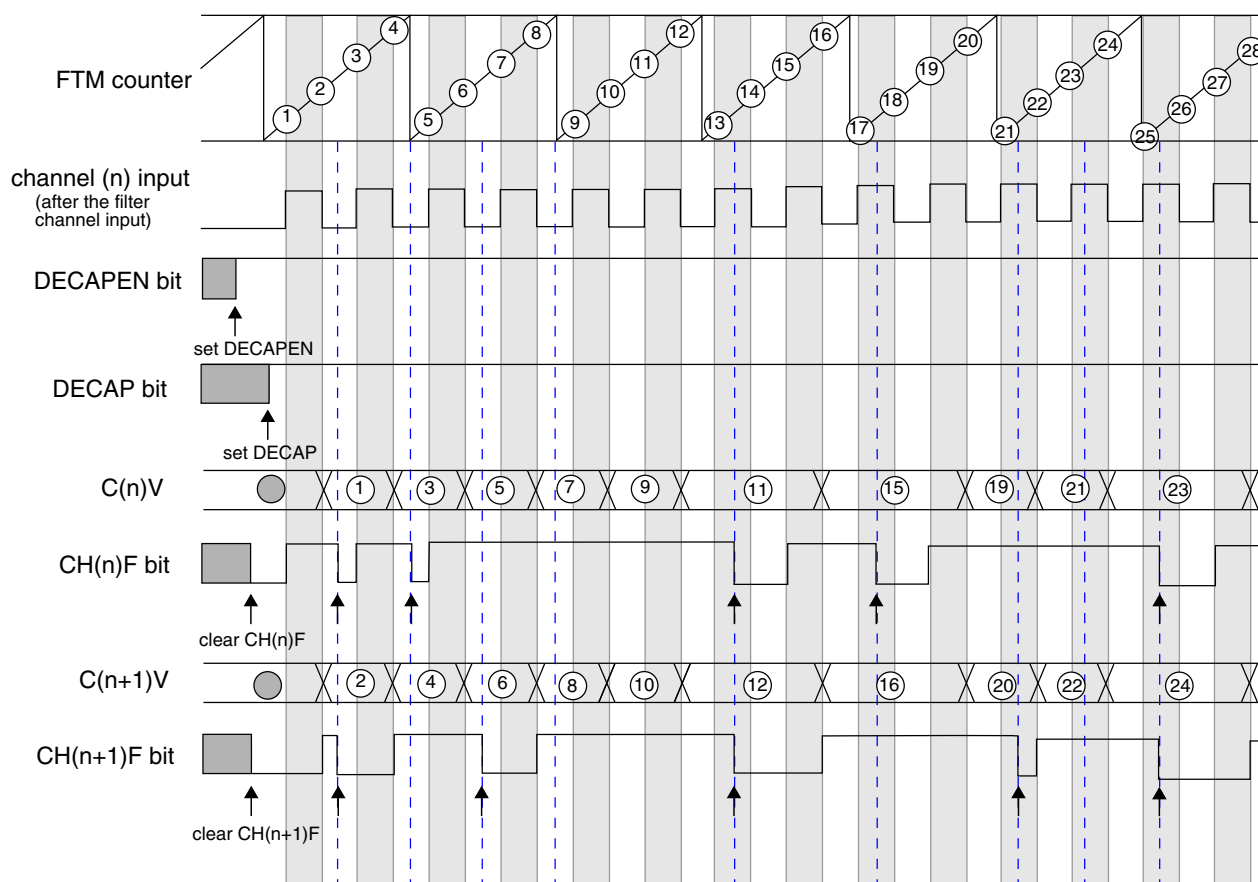 4 8 12 16 20 24 28
3 7 11 15 19 23 27
2 6 10 14 18 22 26
1 5 9 13 17 21 25
FTM counter
channel (n) input
(after the filter
channel input)
DECAPEN bit
set DECAPEN
DECAP bit
set DECAP
C(n)V 1 3 5 7 9 11 15 19 21 23
CH(n)F bit
clear CH(n)F
C(n+1)V 2 4 6 8 10 12 16 20 22 24
CH(n+1)F bit
clear CH(n+1)F